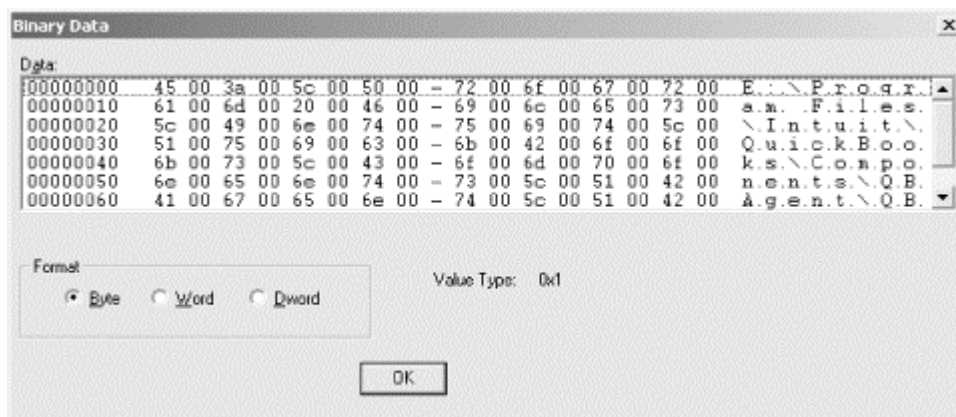 Binary Data
Data:
00000000 45 00 3a 00 5c 00 50 00 - 72 00 6f 00 67 00 72 00 E.:.\.P.r.o.g.r.
00000010 61 00 6d 00 20 00 46 00 - 69 00 6c 00 65 00 73 00 a.m. .F.i.l.e.s.
00000020 5c 00 49 00 6e 00 74 00 - 75 00 69 00 74 00 5c 00 \.I.n.t.u.i.t.\.
00000030 51 00 75 00 69 00 63 00 - 6b 00 42 00 6f 00 6f 00 Q.u.i.c.k.B.o.o.
00000040 6b 00 73 00 5c 00 43 00 - 6f 00 6d 00 70 00 6f 00 k.s.\.C.o.m.p.o.
00000050 6e 00 65 00 6e 00 74 00 - 73 00 5c 00 51 00 42 00 n.e.n.t.s.\.Q.B.
00000060 41 00 67 00 65 00 6e 00 - 74 00 5c 00 51 00 42 00 A.g.e.n.t.\.Q.B.
Format
Byte Word Dword
Value Type: 0x1
OK